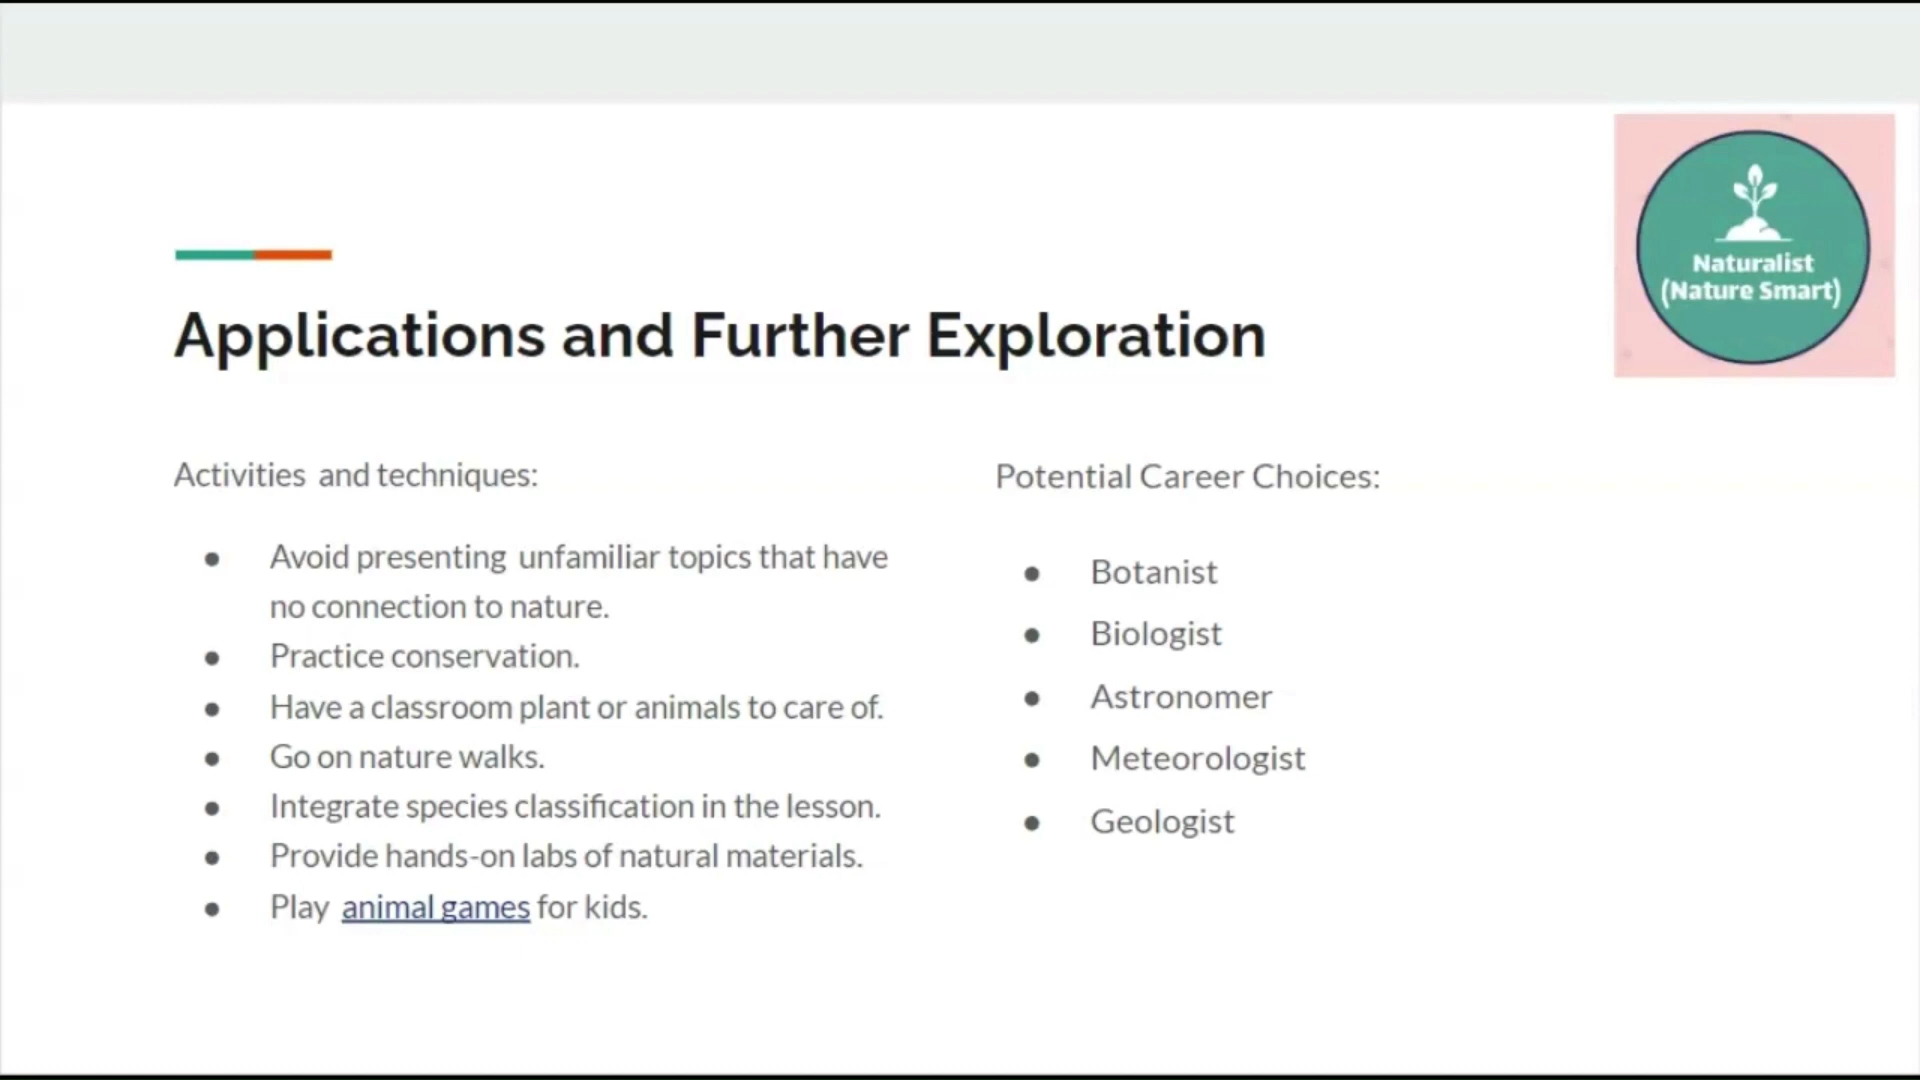 Naturalist
(Nature Smart)
Applications and Further Exploration
Activities and techniques:
● Avoid presenting unfamiliar topics that have
no connection to nature.
● Practice conservation.
● Have a classroom plant or animals to care of.
● Go on nature walks.
● Integrate species classification in the lesson.
● Provide hands-on labs of natural materials.
● Play animal games for kids.
Potential Career Choices:
● Botanist
● Biologist
● Astronomer
● Meteorologist
● Geologist